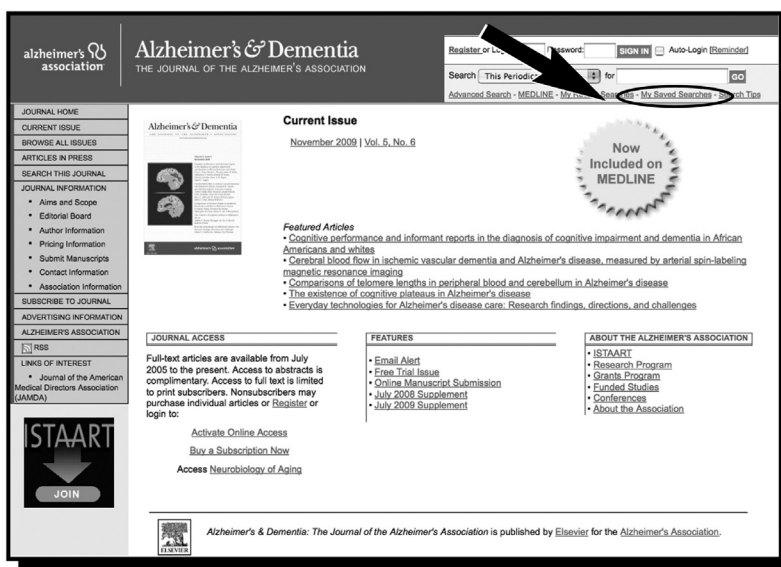 alzheimer's
association
Alzheimer's & Dementia
THE JOURNAL OF THE ALZHEIMER'S ASSOCIATION
Register or Password: SIGN IN Auto-Login [Reminder]
Search This Periodical for GO
Advanced Search - MEDLINE - My Searches - My Saved Searches - Search Tips
JOURNAL HOME
CURRENT ISSUE
BROWSE ALL ISSUES
ARTICLES IN PRESS
SEARCH THIS JOURNAL
JOURNAL INFORMATION
• Aims and Scope
• Editorial Board
• Author Information
• Pricing Information
• Submit Manuscripts
• Contact Information
• Association Information
SUBSCRIBE TO JOURNAL
ADVERTISING INFORMATION
ALZHEIMER'S ASSOCIATION
RSS
LINKS OF INTEREST
• Journal of the American
Medical Directors Association
(JAMDA)
ISTAART
JOIN
Alzheimer's & Dementia
alzheimer's association
Current Issue
November 2009 | Vol. 5, No. 6
Now
Included on
MEDLINE
Featured Articles
• Cognitive performance and informant reports in the diagnosis of cognitive impairment and dementia in African
Americans and whites
• Cerebral blood flow in ischemic vascular dementia and Alzheimer's disease, measured by arterial spin-labeling
magnetic resonance imaging
• Comparisons of telomere lengths in peripheral blood and cerebellum in Alzheimer's disease
• The existence of cognitive plateaus in Alzheimer's disease
• Everyday technologies for Alzheimer's disease care: Research findings, directions, and challenges
JOURNAL ACCESS
Full-text articles are available from July
2005 to the present. Access to abstracts is
complimentary. Access to full text is limited
to print subscribers. Nonsubscribers may
purchase individual articles or Register or
login to:
Activate Online Access
Buy a Subscription Now
Access Neurobiology of Aging
FEATURES
• Email Alert
• Free Trial Issue
• Online Manuscript Submission
• July 2008 Supplement
• July 2009 Supplement
ABOUT THE ALZHEIMER'S ASSOCIATION
• ISTAART
• Research Program
• Grants Program
• Funded Studies
• Conferences
• About the Association
ELSEVIER
Alzheimer's & Dementia: The Journal of the Alzheimer's Association is published by Elsevier for the Alzheimer's Association.